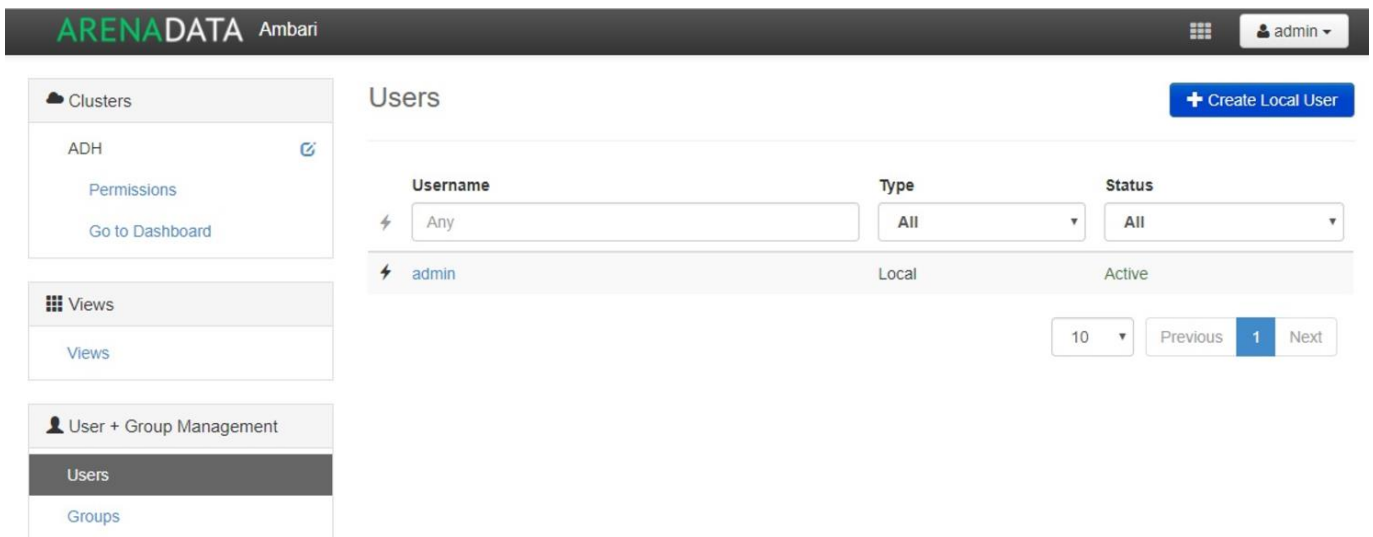 ARENADATA Ambari
admin
Clusters
ADH
Permissions
Go to Dashboard
Views
Views
User + Group Management
Users
Groups
Users
Create Local User
Username Type Status
Any All All
admin Local Active
10 Previous 1 Next